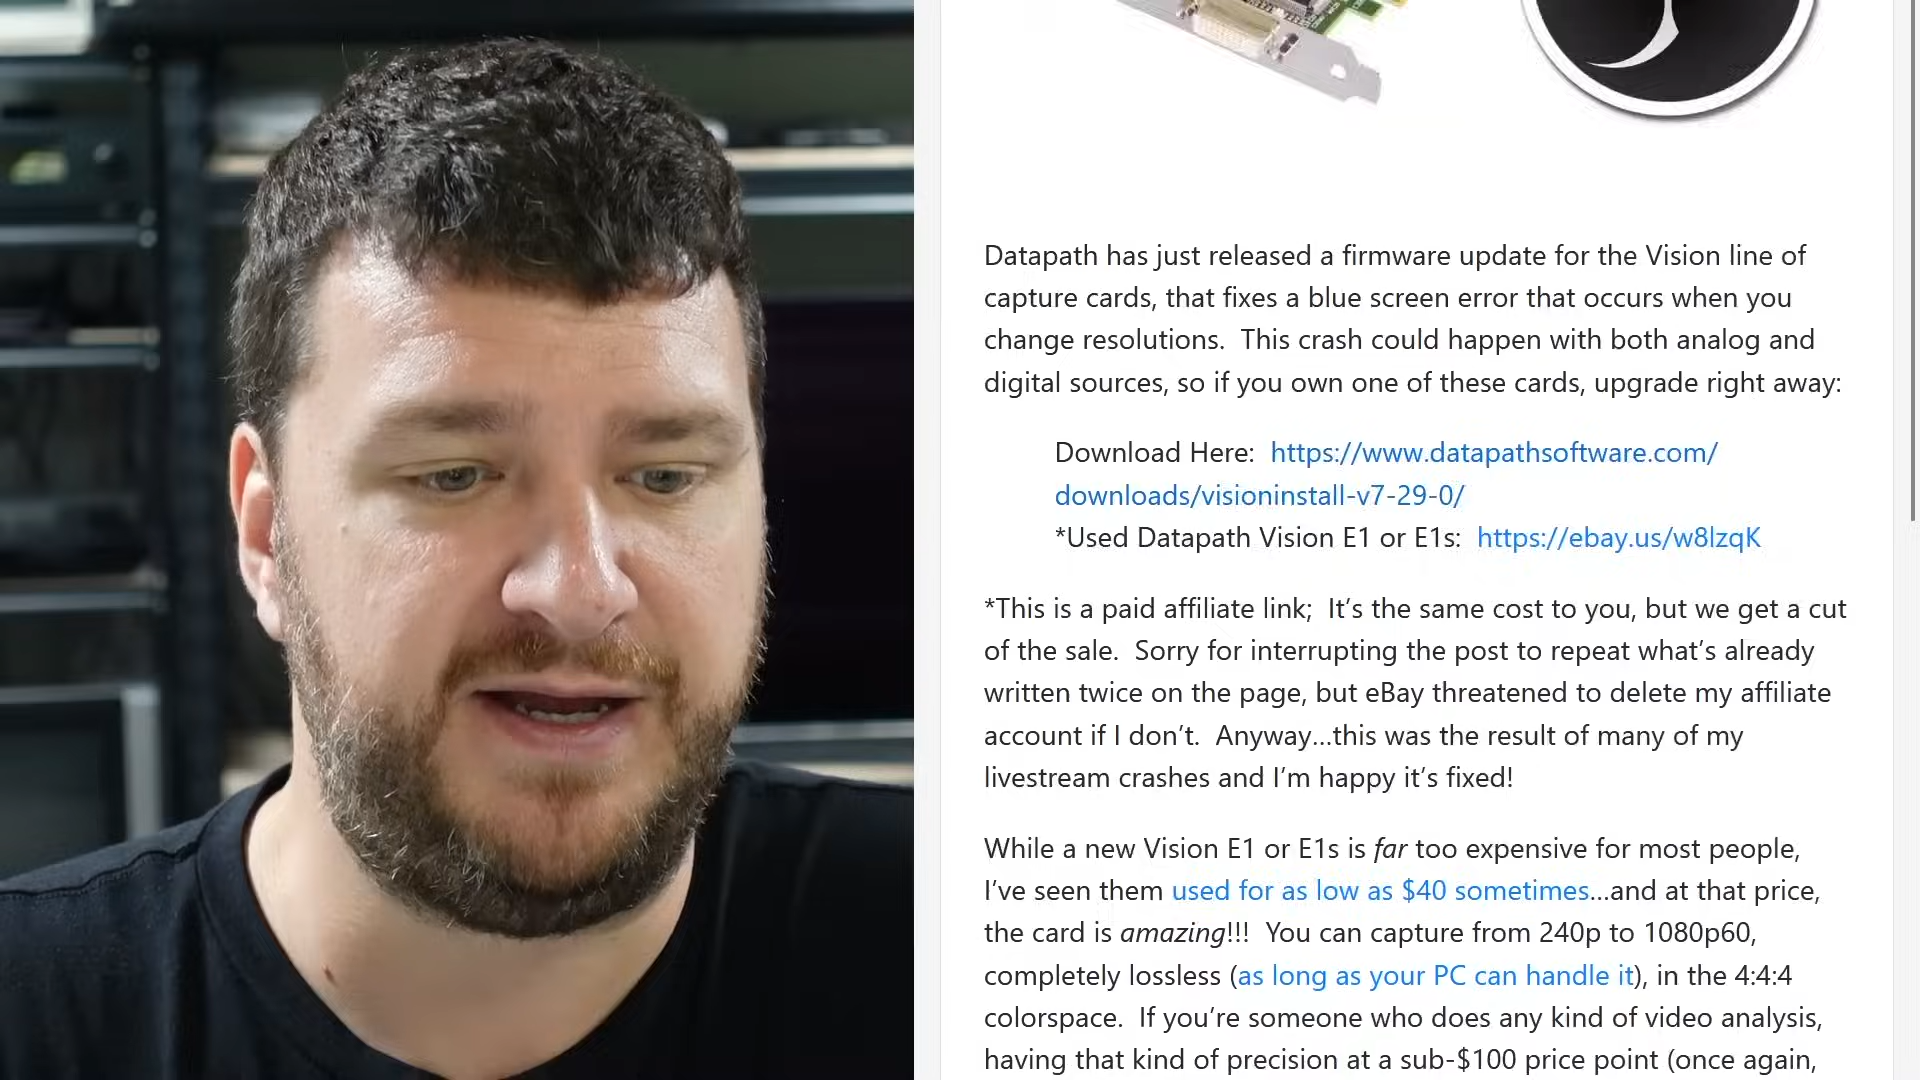 Datapath has just released a firmware update for the Vision line of
capture cards, that fixes a blue screen error that occurs when you
change resolutions.  This crash could happen with both analog and
digital sources, so if you own one of these cards, upgrade right away:
Download Here:  https://www.datapathsoftware.com/
downloads/visioninstall-v7-29-0/
*Used Datapath Vision E1 or E1s:  https://ebay.us/w8lzqK
*This is a paid affiliate link;  It’s the same cost to you, but we get a cut
of the sale.  Sorry for interrupting the post to repeat what’s already
written twice on the page, but eBay threatened to delete my affiliate
account if I don’t.  Anyway…this was the result of many of my
livestream crashes and I’m happy it’s fixed!
While a new Vision E1 or E1s is far too expensive for most people,
I’ve seen them used for as low as $40 sometimes…and at that price,
the card is amazing!!!  You can capture from 240p to 1080p60,
completely lossless (as long as your PC can handle it), in the 4:4:4
colorspace.  If you’re someone who does any kind of video analysis,
having that kind of precision at a sub-$100 price point (once again,